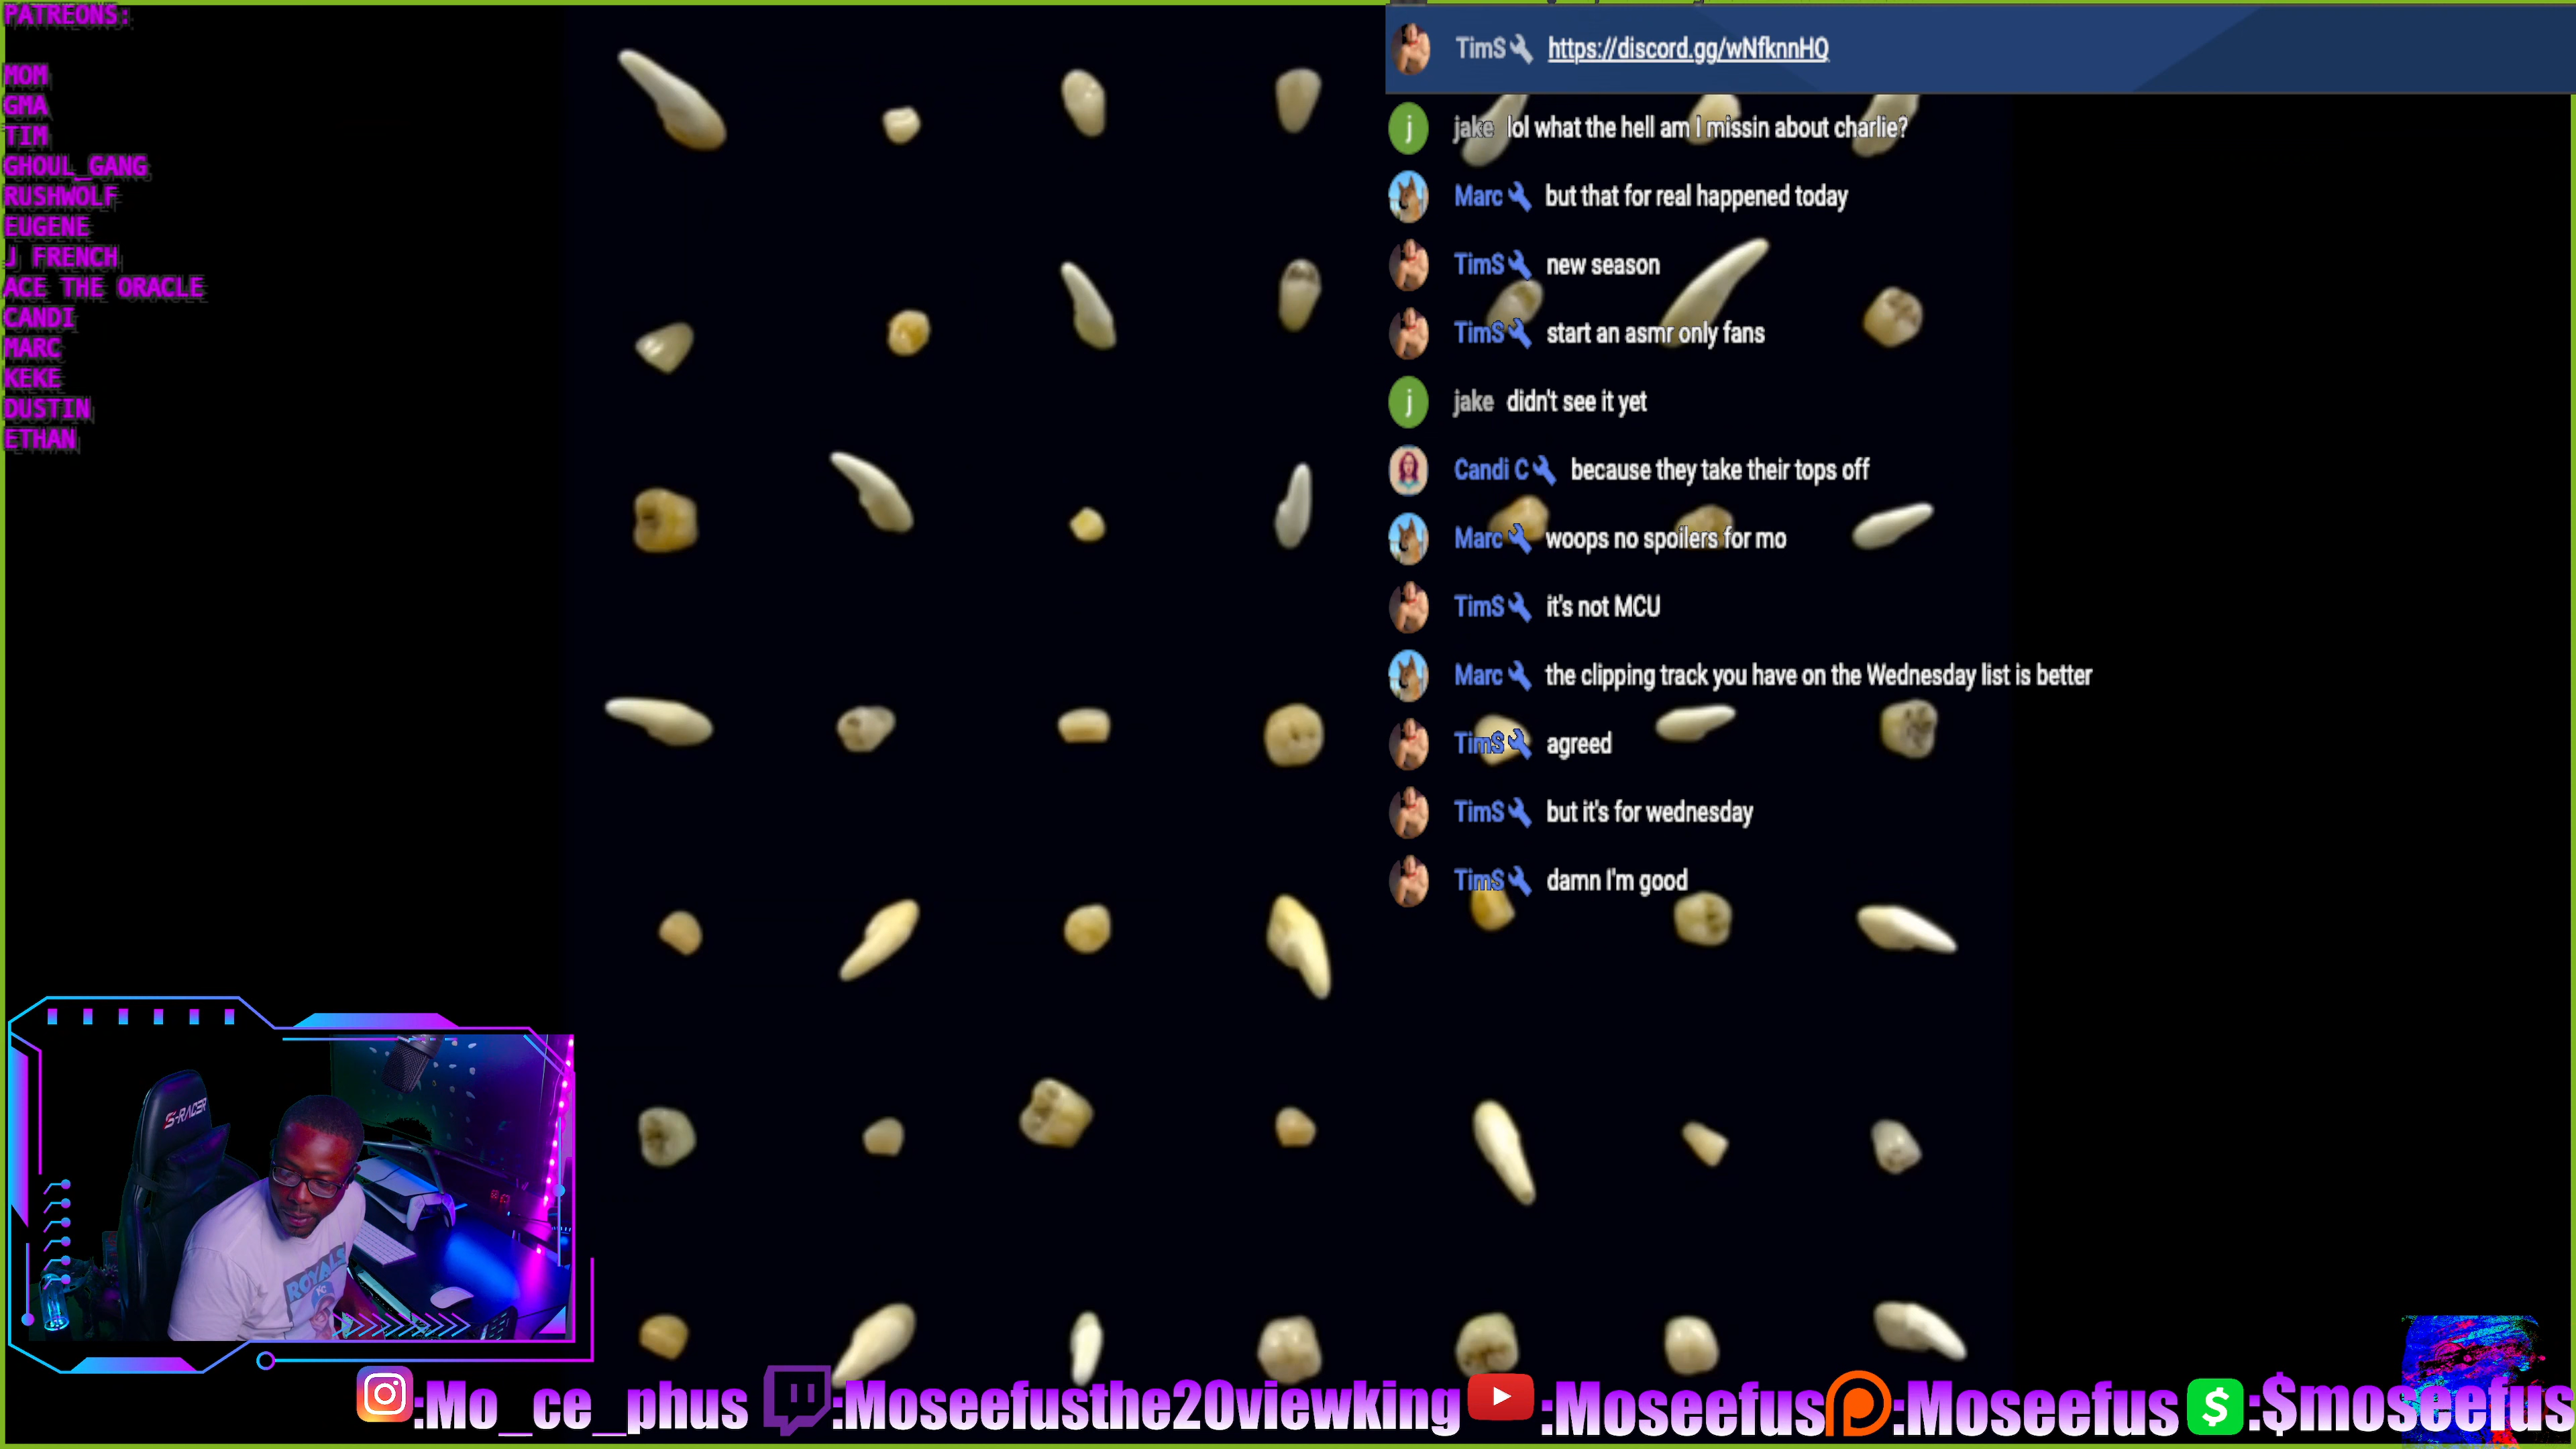 PATREONS:
MOM
GMA
TIM
GHOUL_GANG
RUSHWOLF
EUGENE
J FRENCH
ACE THE ORACLE
CANDI
MARC
KEKE
DUSTIN
ETHAN
TimS https://discord.gg/wNfknnHQ
j jake lol what the hell am I missin about charlie?
Marc but that for real happened today
TimS new season
TimS start an asmr only fans
j jake didn't see it yet
Candi C because they take their tops off
Marc woops no spoilers for mo
TimS it's not MCU
Marc the clipping track you have on the Wednesday list is better
TimS agreed
TimS but it's for wednesday
TimS damn I'm good
S-RACER
ROYALS
KC
:Mo_ce_phus :Moseefusthe20viewking :Moseefus :Moseefus $ :$moseefus